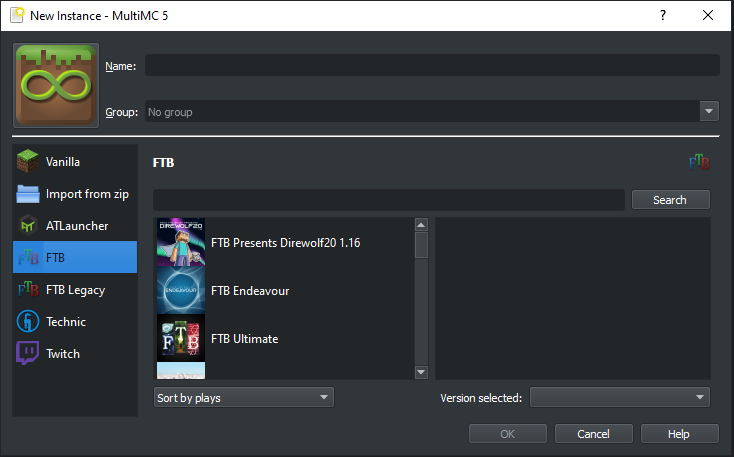 New Instance - MultiMC 5
Name:
Group: No group
Vanilla
Import from zip
ATLauncher
FTB
FTB Legacy
Technic
Twitch
FTB
FTB
Search
DIREWOLF20
FTB Presents Direwolf20 1.16
ENDEAVOUR
FTB Endeavour
FTB
FTB Ultimate
Sort by plays
Version selected:
OK
Cancel
Help